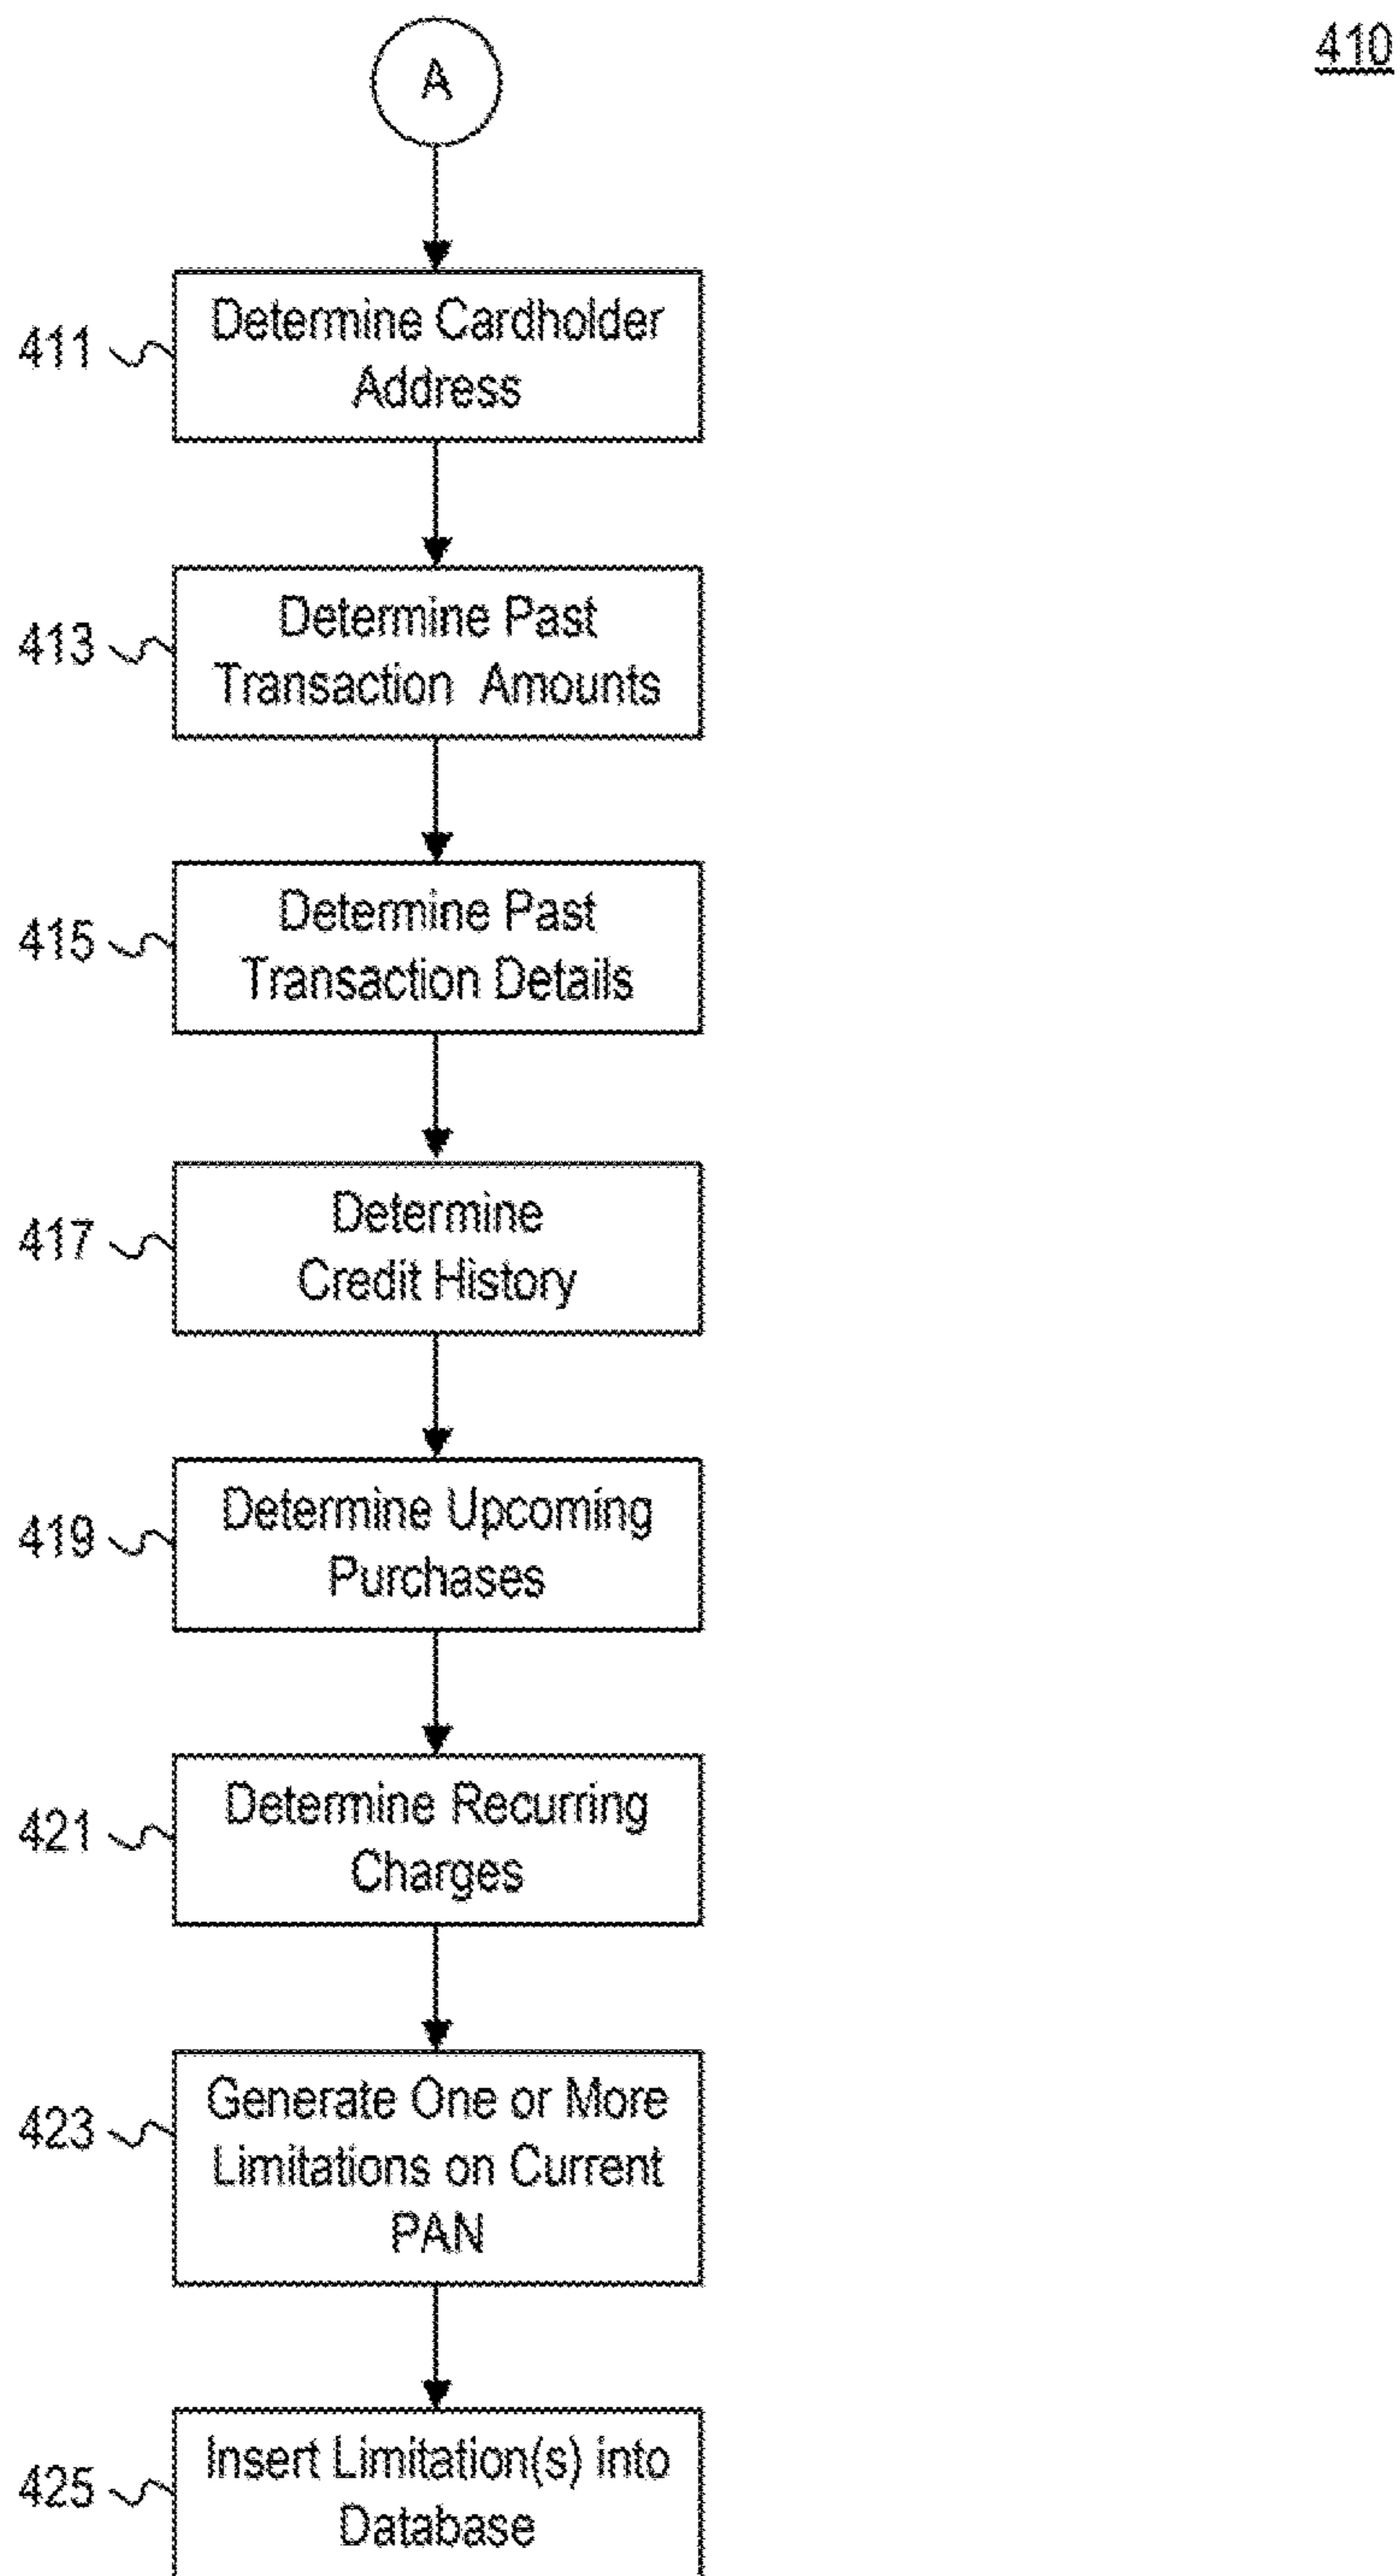 A
410
411
Determine Cardholder
Address
413
Determine Past
Transaction Amounts
415
Determine Past
Transaction Details
417
Determine
Credit History
419
Determine Upcoming
Purchases
421
Determine Recurring
Charges
423
Generate One or More
Limitations on Current
PAN
425
Insert Limitation(s) into
Database